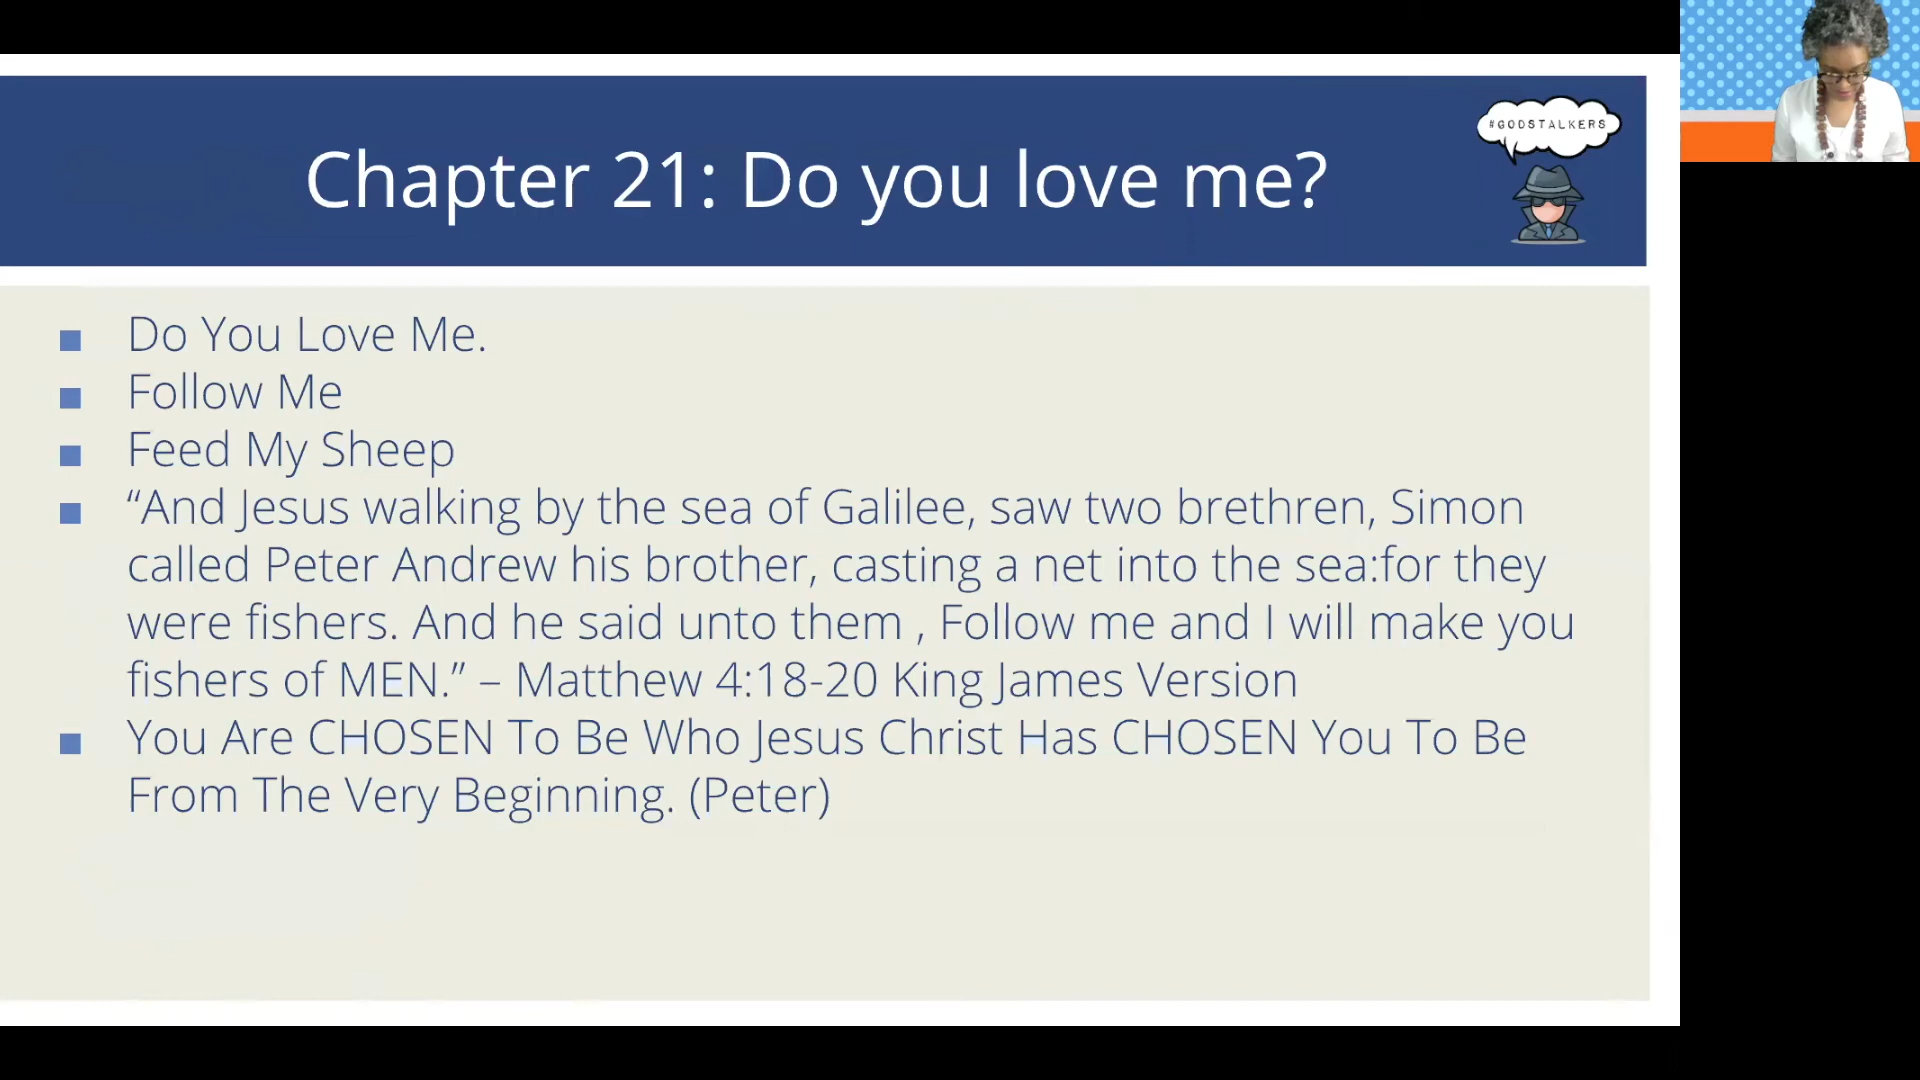 #GODSTALKERS
Chapter 21: Do you love me?
Do You Love Me.
Follow Me
Feed My Sheep
“And Jesus walking by the sea of Galilee, saw two brethren, Simon
called Peter Andrew his brother, casting a net into the sea:for they
were fishers. And he said unto them , Follow me and I will make you
fishers of MEN.” – Matthew 4:18-20 King James Version
You Are CHOSEN To Be Who Jesus Christ Has CHOSEN You To Be
From The Very Beginning. (Peter)